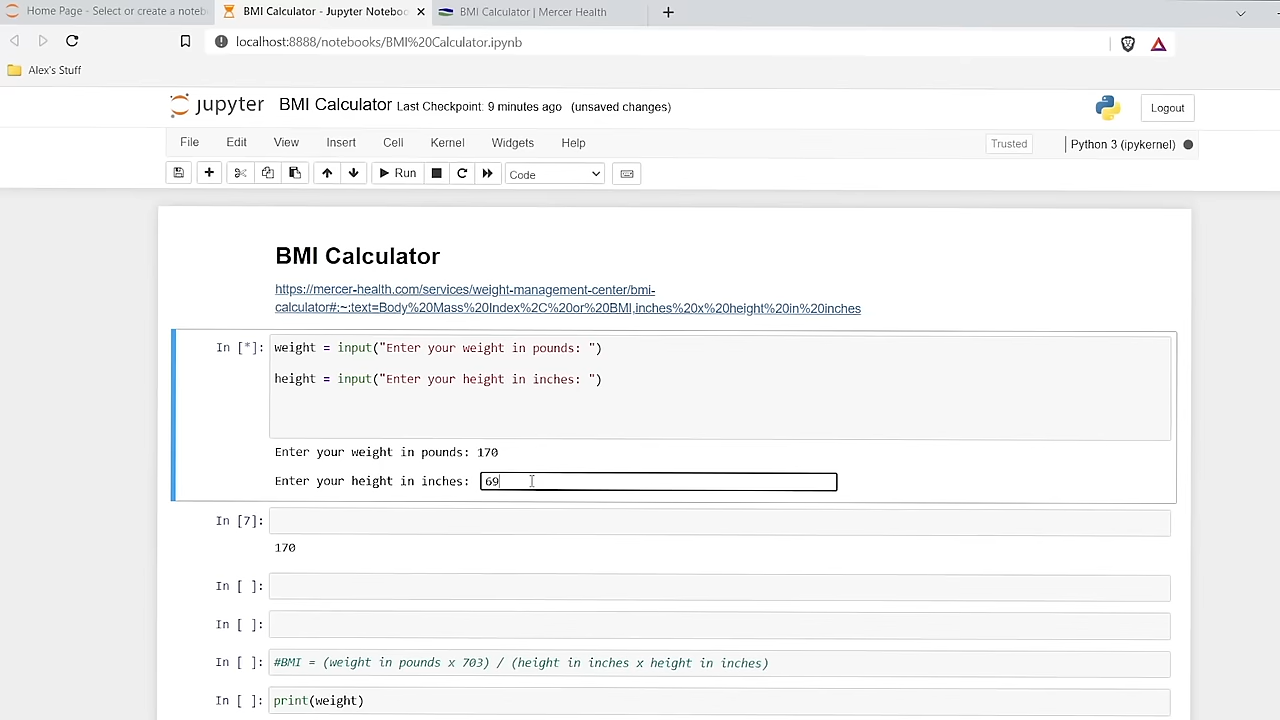 Home Page - Select or create a noteb
BMI Calculator - Jupyter Noteboo
BMI Calculator | Mercer Health
localhost:8888/notebooks/BMI%20Calculator.ipynb
Alex's Stuff
jupyter BMI Calculator Last Checkpoint: 9 minutes ago (unsaved changes)
Logout
File Edit View Insert Cell Kernel Widgets Help
Trusted
Python 3 (ipykernel)
Run
Code
BMI Calculator
https://mercer-health.com/services/weight-management-center/bmi-
calculator#:~:text=Body%20Mass%20Index%2C%20or%20BMI,inches%20x%20height%20in%20inches
In [*]: weight = input("Enter your weight in pounds: ")
height = input("Enter your height in inches: ")
Enter your weight in pounds: 170
Enter your height in inches: 69
In [7]:
170
In [ ]:
In [ ]:
In [ ]: #BMI = (weight in pounds x 703) / (height in inches x height in inches)
In [ ]: print(weight)